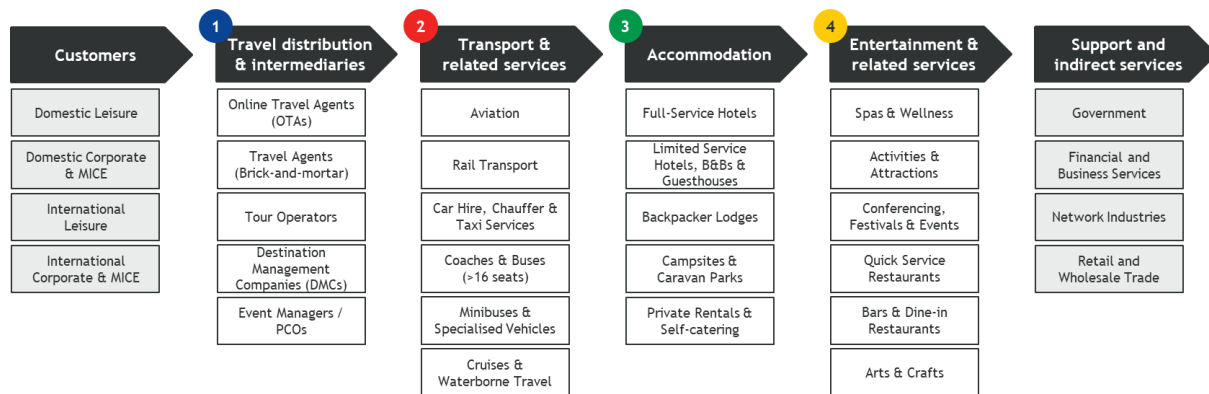 Customers
Domestic Leisure
Domestic Corporate
& MICE
International
Leisure
International
Corporate & MICE
1
Travel distribution
& intermediaries
Online Travel Agents
(OTAs)
Travel Agents
(Brick-and-mortar)
Tour Operators
Destination
Management
Companies (DMCs)
Event Managers /
PCOs
2
Transport &
related services
Aviation
Rail Transport
Car Hire, Chauffer &
Taxi Services
Coaches & Buses
(>16 seats)
Minibuses &
Specialised Vehicles
Cruises &
Waterborne Travel
3
Accommodation
Full-Service Hotels
Limited Service
Hotels, B&Bs &
Guesthouses
Backpacker Lodges
Campsites &
Caravan Parks
Private Rentals &
Self-catering
4
Entertainment &
related services
Spas & Wellness
Activities &
Attractions
Conferencing,
Festivals & Events
Quick Service
Restaurants
Bars & Dine-in
Restaurants
Arts & Crafts
Support and
indirect services
Government
Financial and
Business Services
Network Industries
Retail and
Wholesale Trade